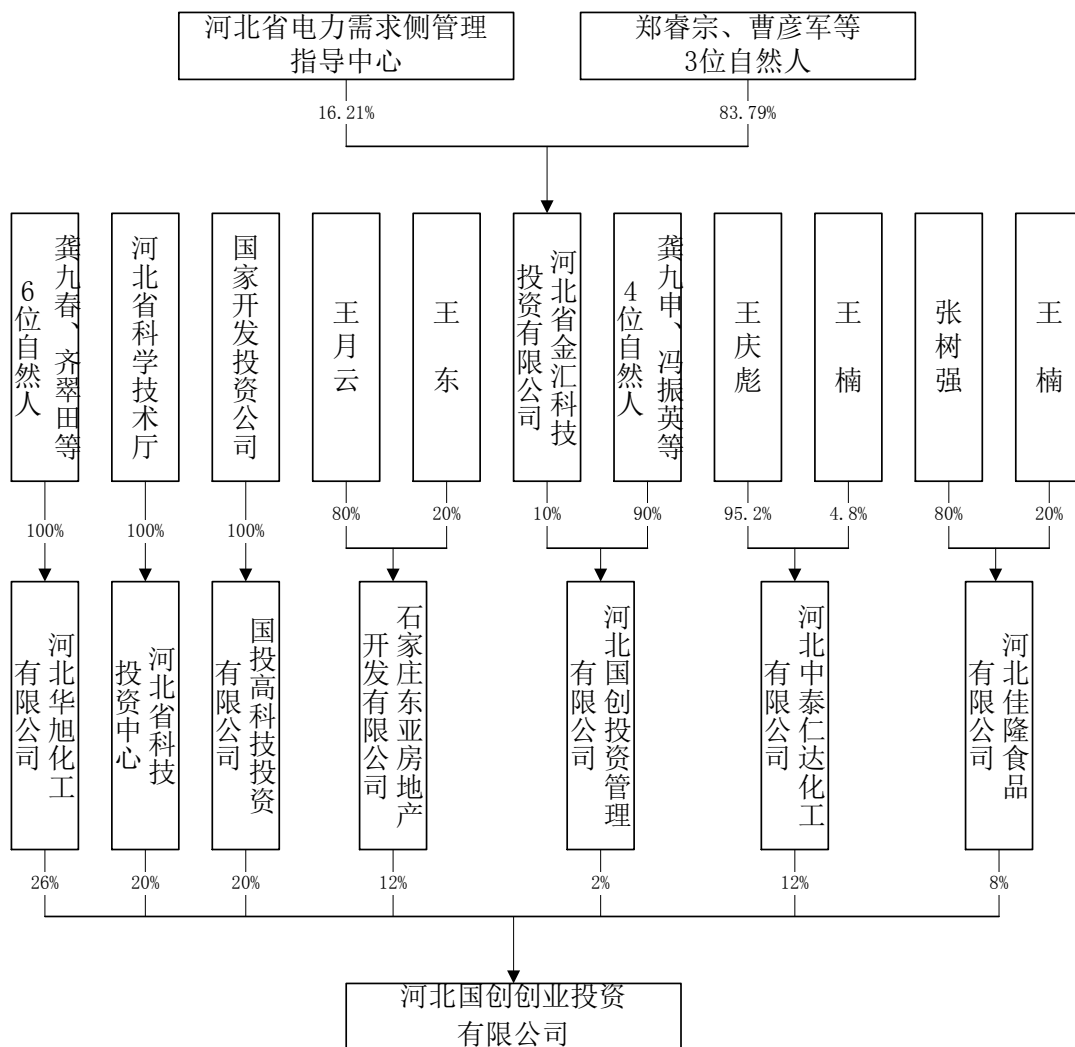 河北省电力需求侧管理
指导中心
郑睿宗、曹彦军等
3位自然人
16.21%
83.79%
龚九春、齐翠田等
6位自然人
河北省科学技术厅
国家开发投资公司
王月云
王 东
河北省金汇科技
投资有限公司
龚九申、冯振英等
4位自然人
王庆彪
王 楠
张树强
王 楠
100%
100%
100%
80%
20%
10%
90%
95.2%
4.8%
80%
20%
河北华旭化工
有限公司
河北省科技
投资中心
国投高科技投资
有限公司
石家庄东亚房地产
开发有限公司
河北国创投资管理
有限公司
河北中泰仁达化工
有限公司
河北佳隆食品
有限公司
26%
20%
20%
12%
2%
12%
8%
河北国创创业投资
有限公司